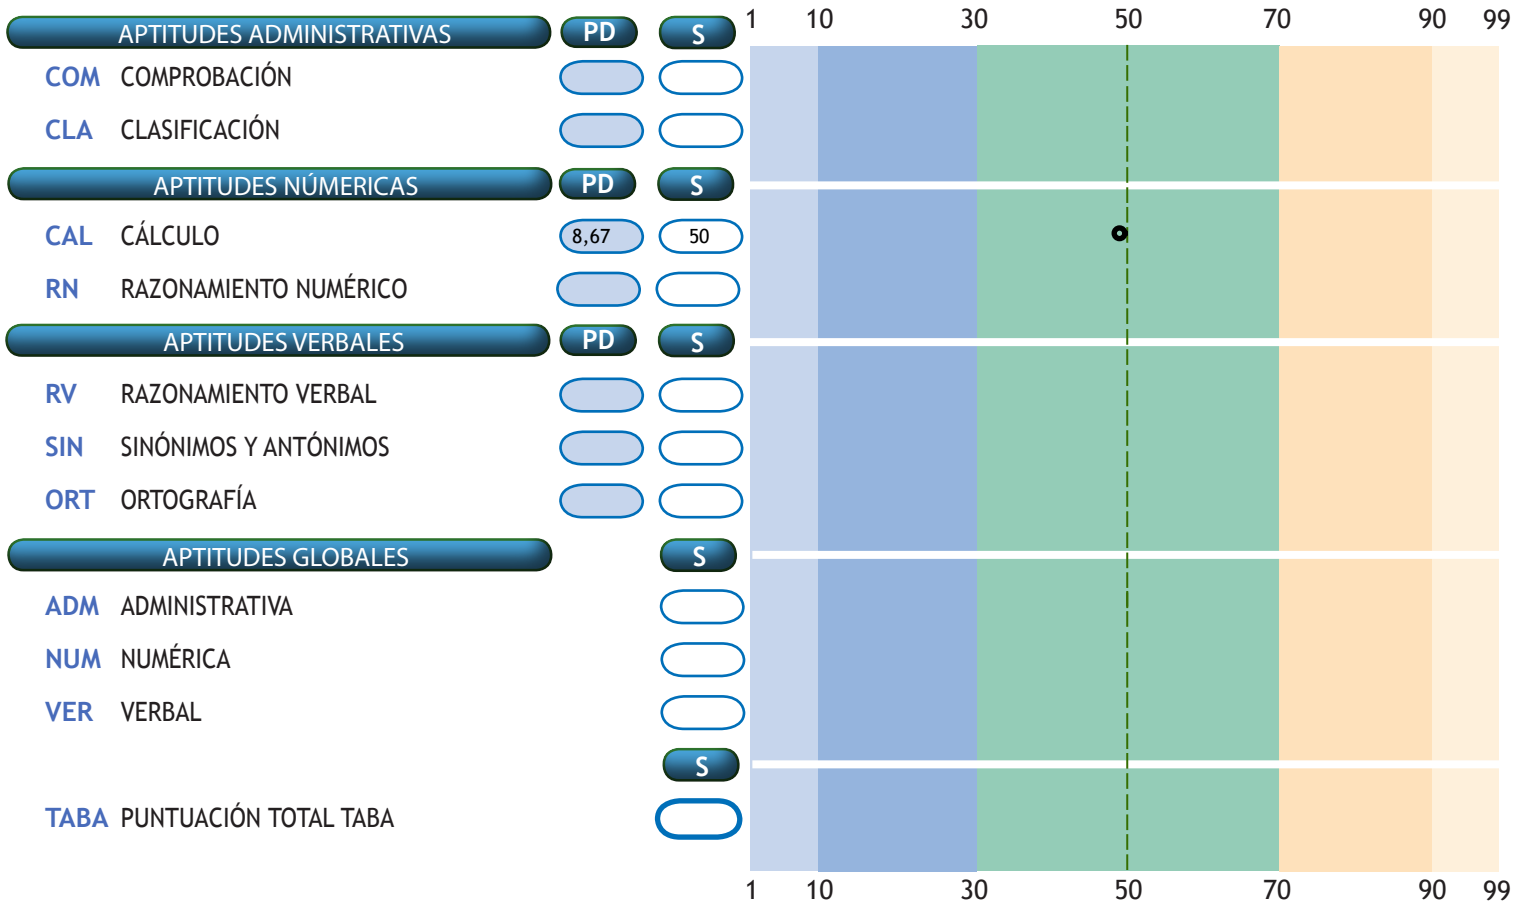 1 10 30 50 70 90 99
APTITUDES ADMINISTRATIVAS PD S
COM COMPROBACIÓN
CLA CLASIFICACIÓN
APTITUDES NÚMERICAS PD S
CAL CÁLCULO 8,67 50
RN RAZONAMIENTO NUMÉRICO
APTITUDES VERBALES PD S
RV RAZONAMIENTO VERBAL
SIN SINÓNIMOS Y ANTÓNIMOS
ORT ORTOGRAFÍA
APTITUDES GLOBALES S
ADM ADMINISTRATIVA
NUM NUMÉRICA
VER VERBAL
S
TABA PUNTUACIÓN TOTAL TABA
1 10 30 50 70 90 99